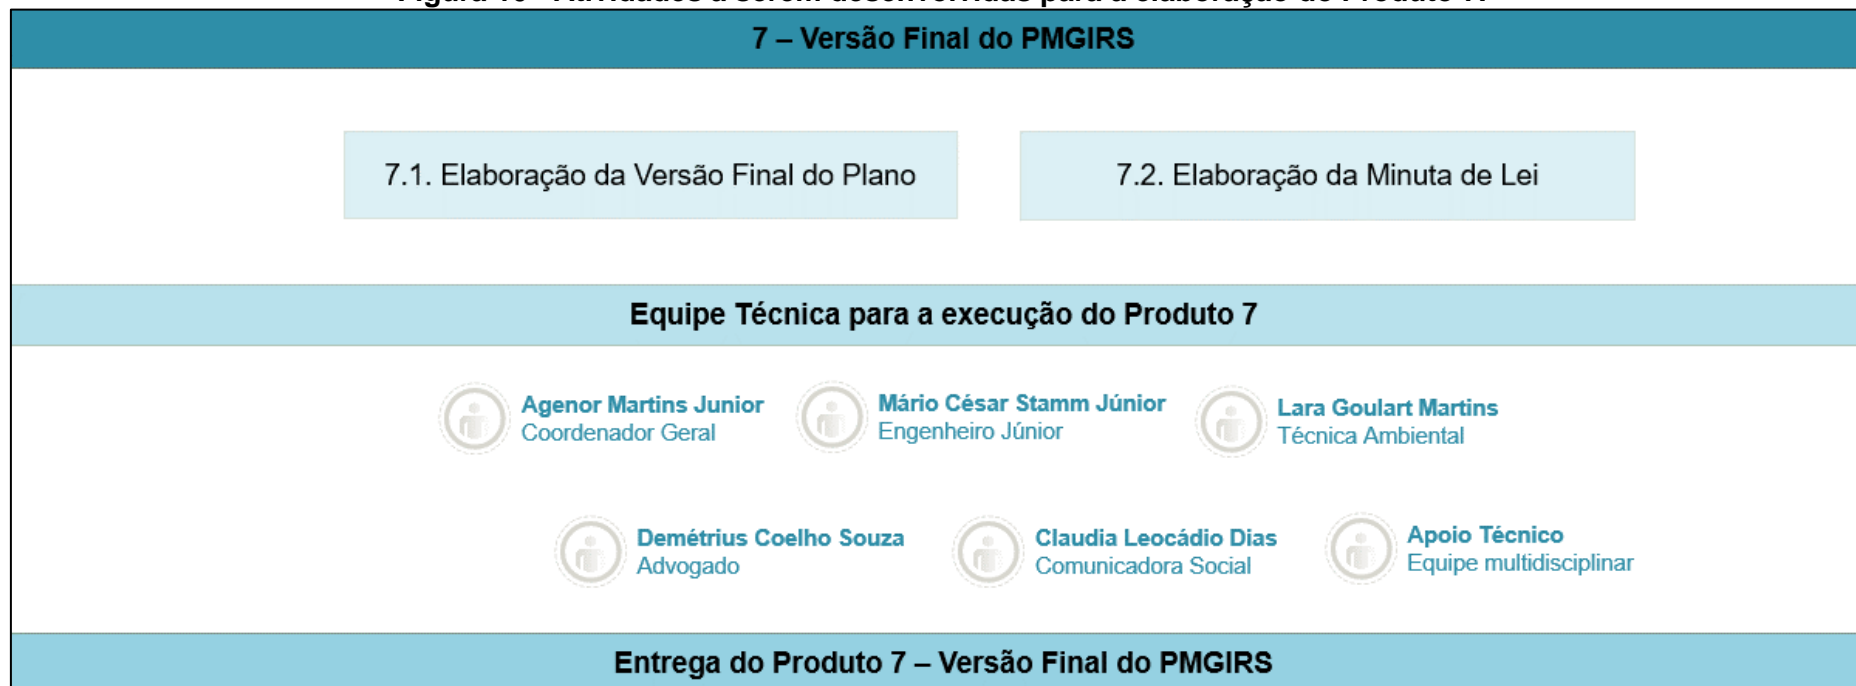 7 – Versão Final do PMGIRS
7.1. Elaboração da Versão Final do Plano
7.2. Elaboração da Minuta de Lei
Equipe Técnica para a execução do Produto 7
Agenor Martins Junior
Coordenador Geral
Mário César Stamm Júnior
Engenheiro Júnior
Lara Goulart Martins
Técnica Ambiental
Demétrius Coelho Souza
Advogado
Claudia Leocádio Dias
Comunicadora Social
Apoio Técnico
Equipe multidisciplinar
Entrega do Produto 7 – Versão Final do PMGIRS